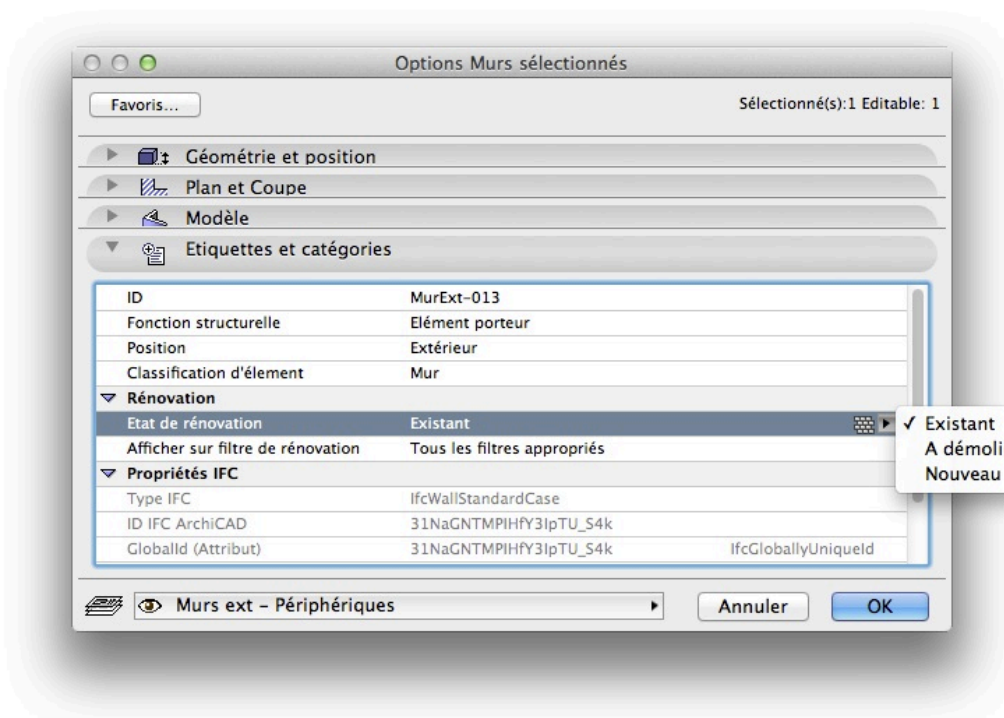 Options Murs sélectionnés
Favoris...
Sélectionné(s):1 Editable: 1
Géométrie et position
Plan et Coupe
Modèle
Etiquettes et catégories
ID MurExt-013
Fonction structurelle Elément porteur
Position Extérieur
Classification d'élement Mur
Rénovation
Etat de rénovation Existant
✓ Existant
Afficher sur filtre de rénovation Tous les filtres appropriés
A démoli
Propriétés IFC
Nouveau
Type IFC IfcWallStandardCase
ID IFC ArchiCAD 31NaGNTMPIHfY3IpTU_S4k
GlobalId (Attribut) 31NaGNTMPIHfY3IpTU_S4k IfcGloballyUniqueId
Murs ext - Périphériques
Annuler
OK